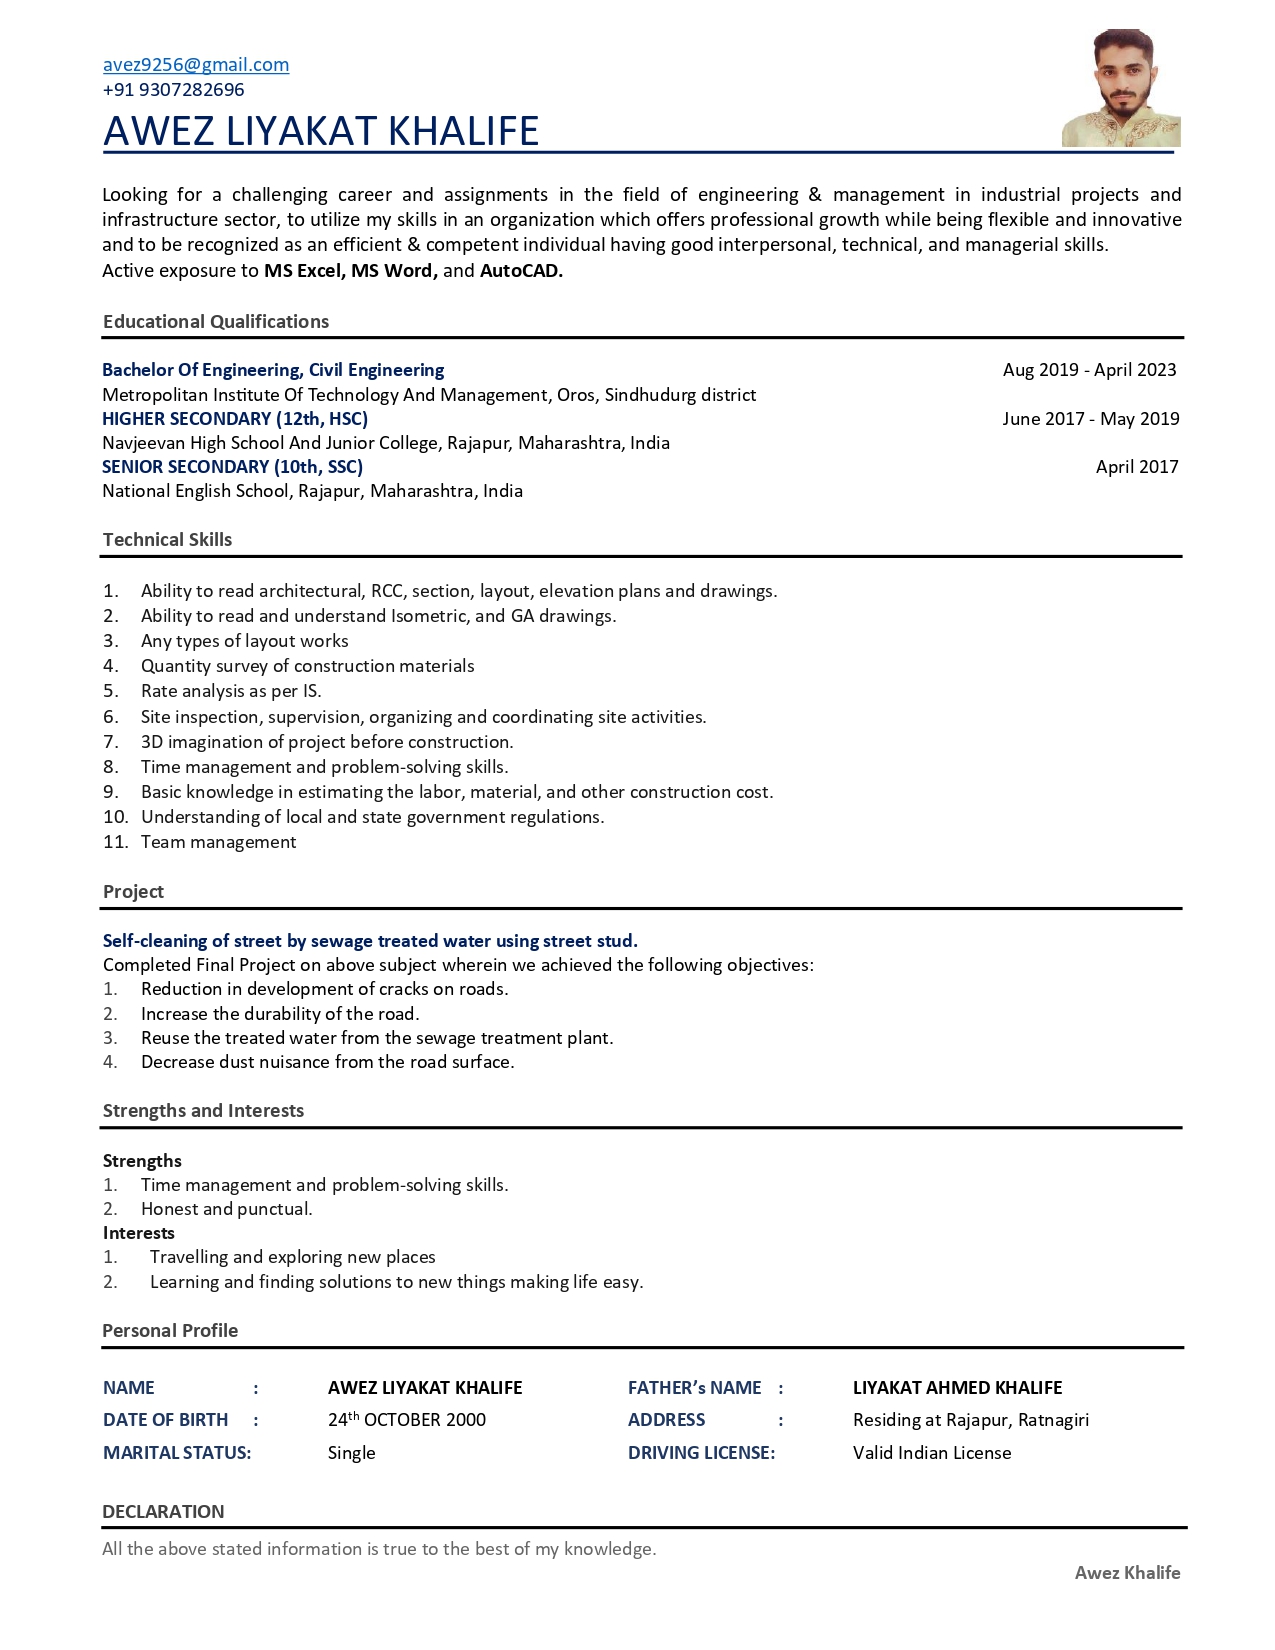 avez9256@gmail.com
+91 9307282696
AWEZ LIYAKAT KHALIFE
Looking for a challenging career and assignments in the field of engineering & management in industrial projects and
infrastructure sector, to utilize my skills in an organization which offers professional growth while being flexible and innovative
and to be recognized as an efficient & competent individual having good interpersonal, technical, and managerial skills.
Active exposure to MS Excel, MS Word, and AutoCAD.
Educational Qualifications
Bachelor Of Engineering, Civil Engineering Aug 2019 - April 2023
Metropolitan Institute Of Technology And Management, Oros, Sindhudurg district
HIGHER SECONDARY (12th, HSC) June 2017 - May 2019
Navjeevan High School And Junior College, Rajapur, Maharashtra, India
SENIOR SECONDARY (10th, SSC) April 2017
National English School, Rajapur, Maharashtra, India
Technical Skills
1. Ability to read architectural, RCC, section, layout, elevation plans and drawings.
2. Ability to read and understand Isometric, and GA drawings.
3. Any types of layout works
4. Quantity survey of construction materials
5. Rate analysis as per IS.
6. Site inspection, supervision, organizing and coordinating site activities.
7. 3D imagination of project before construction.
8. Time management and problem-solving skills.
9. Basic knowledge in estimating the labor, material, and other construction cost.
10. Understanding of local and state government regulations.
11. Team management
Project
Self-cleaning of street by sewage treated water using street stud.
Completed Final Project on above subject wherein we achieved the following objectives:
1. Reduction in development of cracks on roads.
2. Increase the durability of the road.
3. Reuse the treated water from the sewage treatment plant.
4. Decrease dust nuisance from the road surface.
Strengths and Interests
Strengths
1. Time management and problem-solving skills.
2. Honest and punctual.
Interests
1. Travelling and exploring new places
2. Learning and finding solutions to new things making life easy.
Personal Profile
NAME : AWEZ LIYAKAT KHALIFE FATHER's NAME : LIYAKAT AHMED KHALIFE
DATE OF BIRTH : 24th OCTOBER 2000 ADDRESS : Residing at Rajapur, Ratnagiri
MARITAL STATUS: Single DRIVING LICENSE: Valid Indian License
DECLARATION
All the above stated information is true to the best of my knowledge.
Awez Khalife